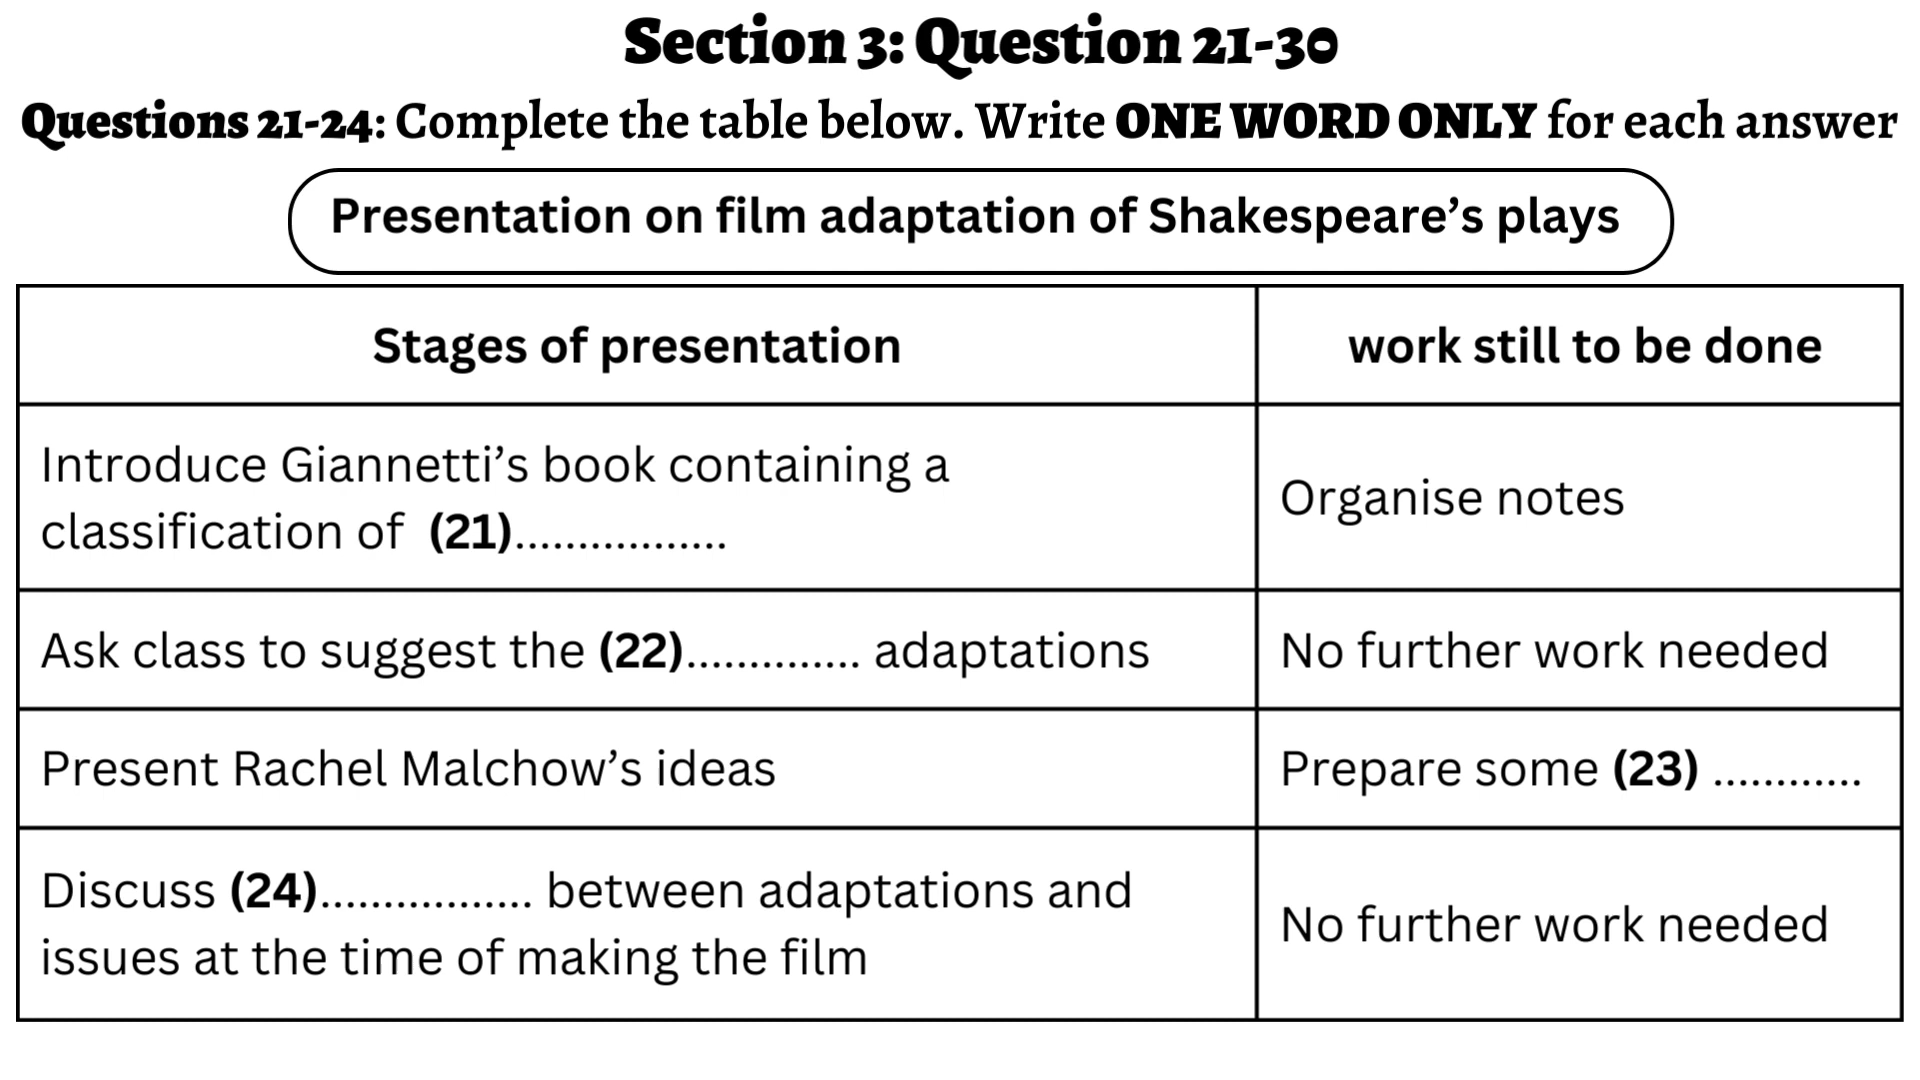 Section 3: Question 21-30
Questions 21-24: Complete the table below. Write ONE WORD ONLY for each answer
Presentation on film adaptation of Shakespeare’s plays
Stages of presentation
work still to be done
Introduce Giannetti’s book containing a
classification of (21).................
Organise notes
Ask class to suggest the (22).............. adaptations
No further work needed
Present Rachel Malchow’s ideas
Prepare some (23) ............
Discuss (24)................. between adaptations and
issues at the time of making the film
No further work needed